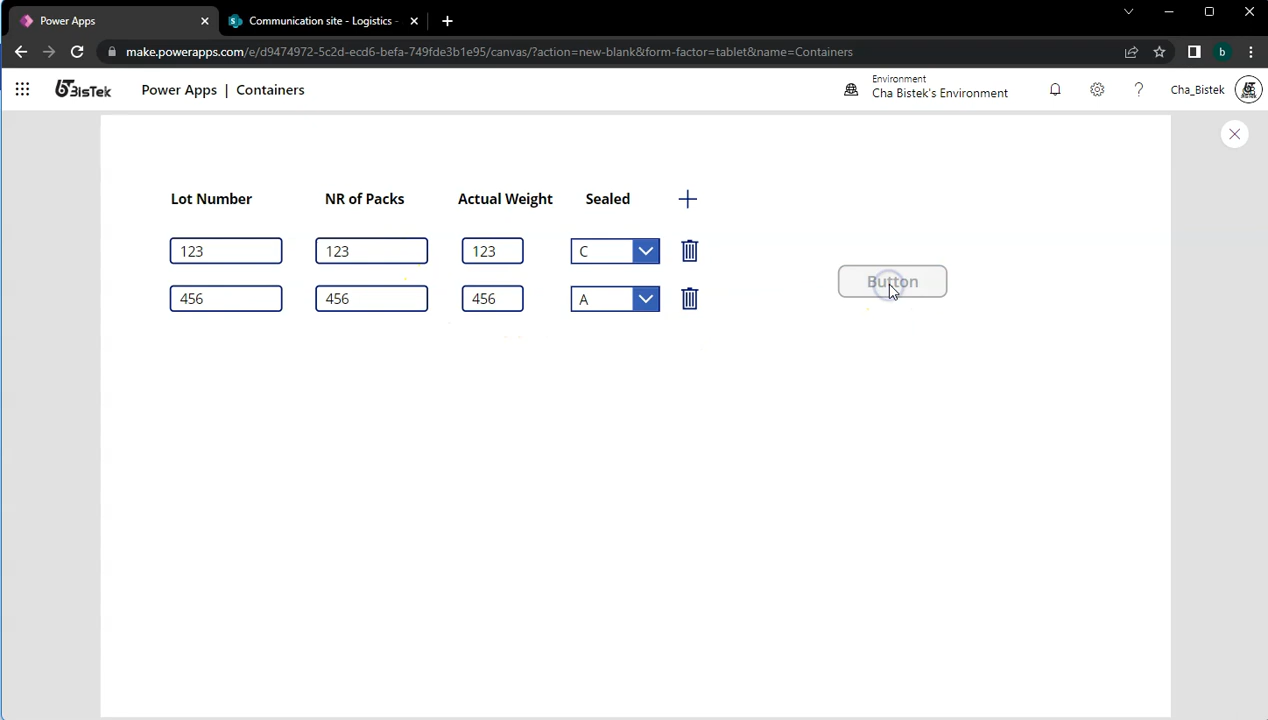 Power Apps
Communication site - Logistics -
make.powerapps.com/e/d9474972-5c2d-ecd6-befa-749fde3b1e95/canvas/?action=new-blank&form-factor=tablet&name=Containers
b
BisTek
Power Apps | Containers
Environment
Cha Bistek's Environment
?
Cha_Bistek
Lot Number NR of Packs Actual Weight Sealed
123 123 123 C
456 456 456 A
Button